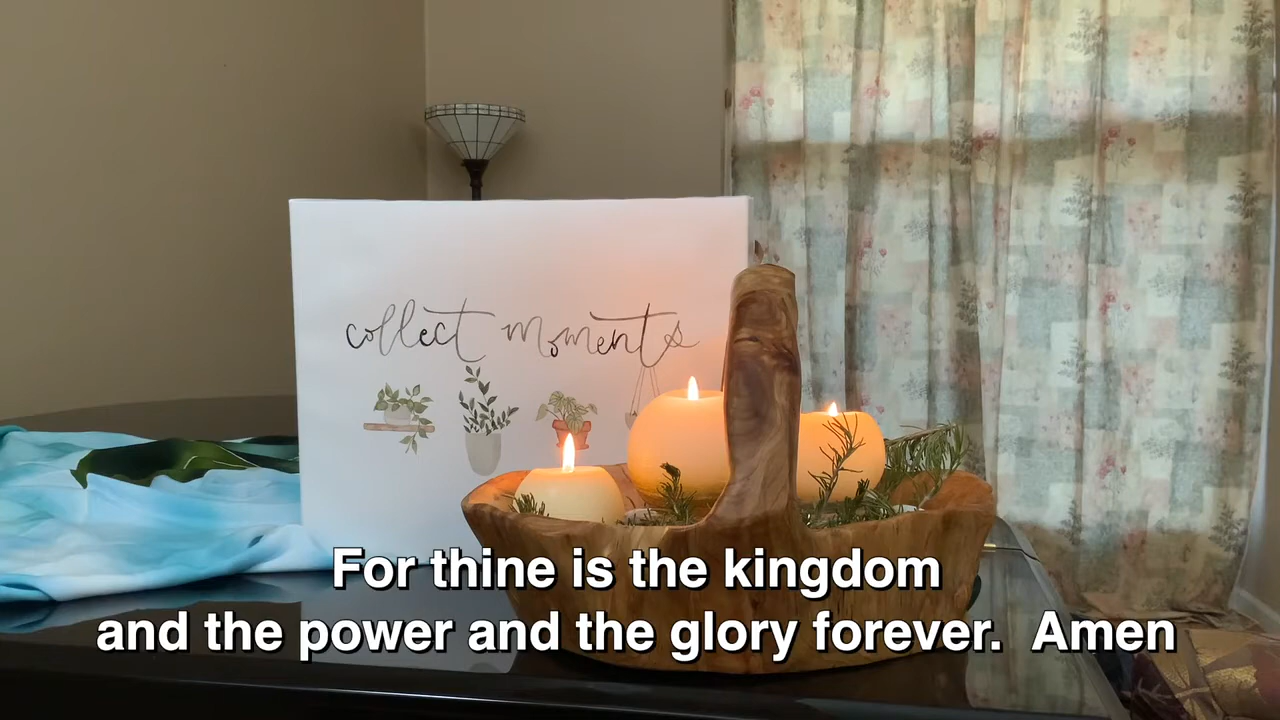 collect moments
For thine is the kingdom
and the power and the glory forever. Amen